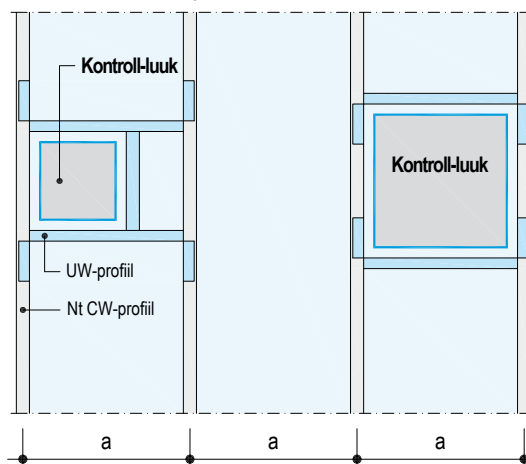 Kontroll-luuk
Kontroll-luuk
UW-profiil
Nt CW-profiil
a a a